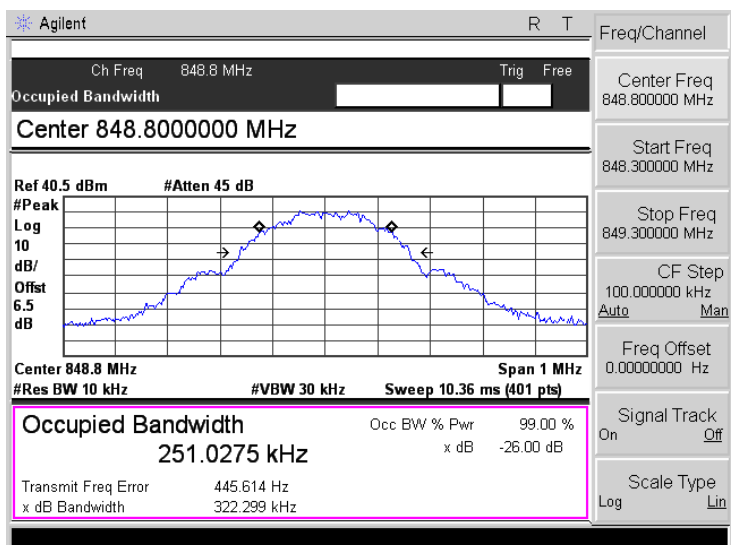 Agilent R T
Ch Freq 848.8 MHz Trig Free
Occupied Bandwidth
Center 848.8000000 MHz
Ref 40.5 dBm #Atten 45 dB
#Peak
Log
10
dB/
Offst
6.5
dB
Center 848.8 MHz Span 1 MHz
#Res BW 10 kHz #VBW 30 kHz Sweep 10.36 ms (401 pts)
Occupied Bandwidth Occ BW % Pwr 99.00 %
251.0275 kHz x dB -26.00 dB
Transmit Freq Error 445.614 Hz
x dB Bandwidth 322.299 kHz
Freq/Channel
Center Freq
848.800000 MHz
Start Freq
848.300000 MHz
Stop Freq
849.300000 MHz
CF Step
100.000000 kHz
Auto Man
Freq Offset
0.00000000 Hz
Signal Track
On Off
Scale Type
Log Lin